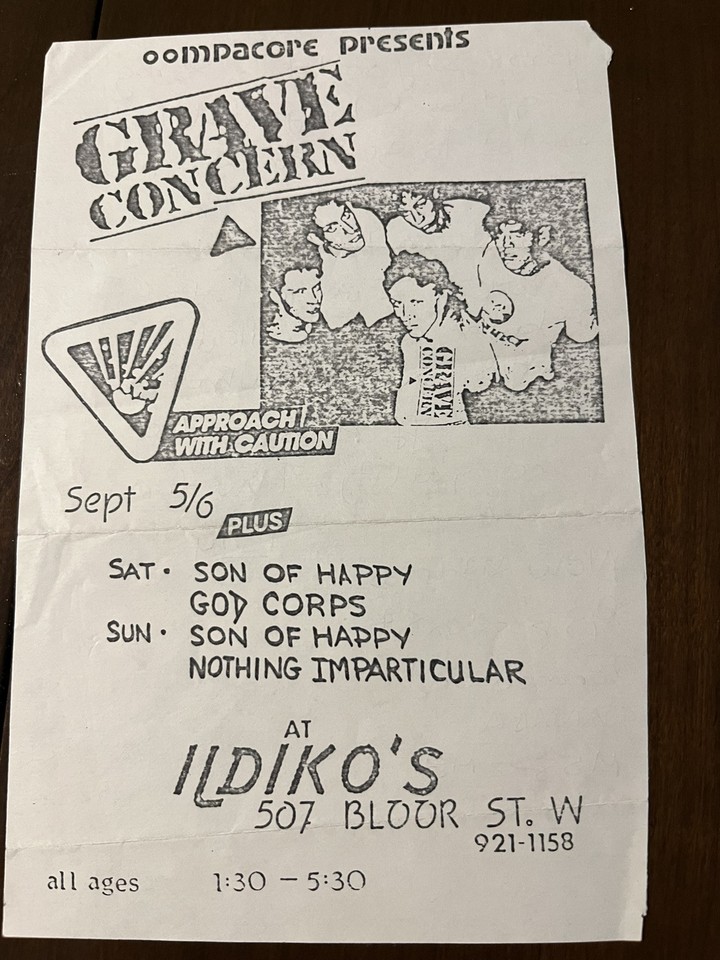 oompacore presents
GRAVE
CONCERN
GRAVE
CONCERN
APPROACH
WITH CAUTION
Sept 5/6
PLUS
SAT · SON OF HAPPY
GOD CORPS
SUN · SON OF HAPPY
NOTHING IMPARTICULAR
AT
ILDIKO'S
507 BLOOR ST. W
921-1158
all ages 1:30 – 5:30